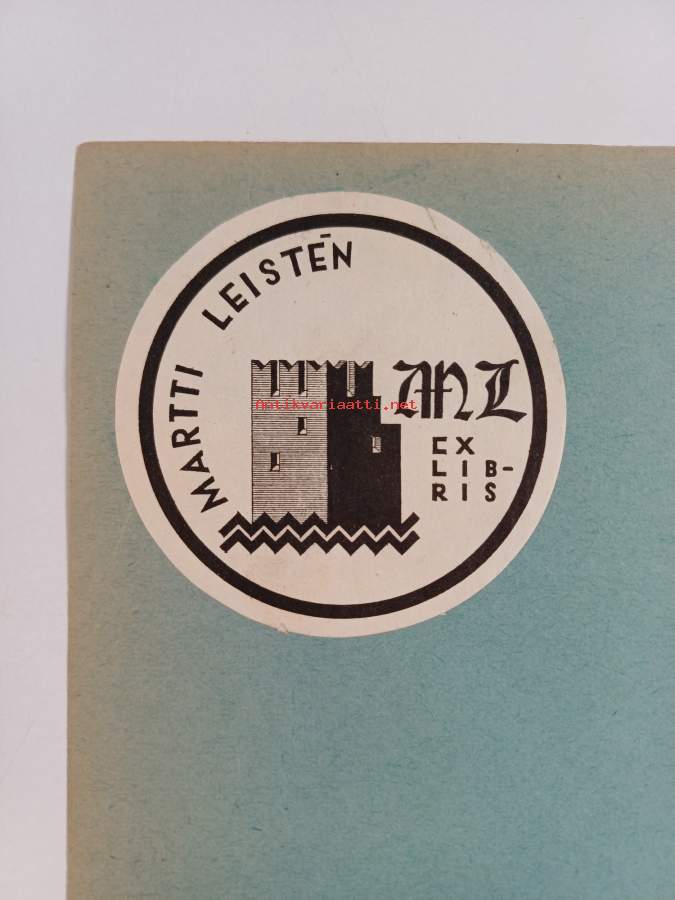 MARTTI LEISTĒN
ML
EX
LIB-
RIS
Antikvariaatti.net